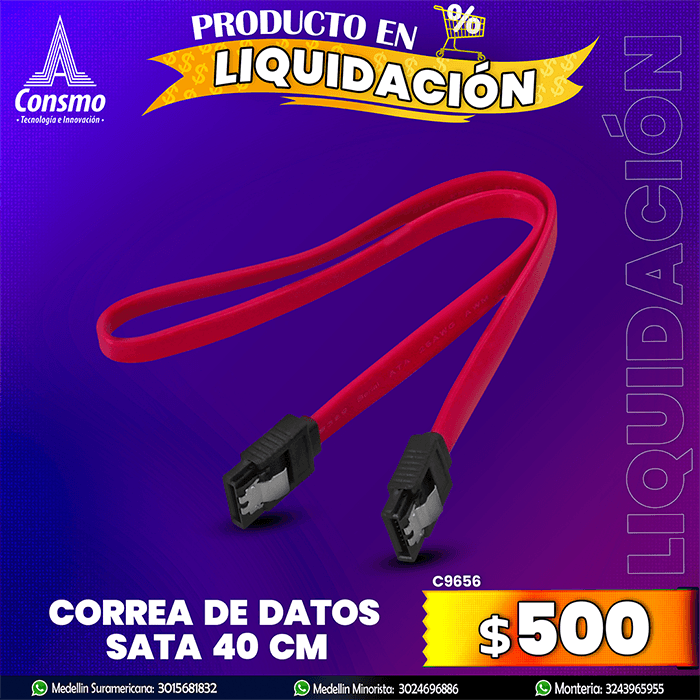 PRODUCTO EN %
LIQUIDACIÓN
Consmo
• Tecnología e Innovación •
LIQUIDACIÓN
C9656
CORREA DE DATOS
SATA 40 CM
$500
Medellin Suramericana: 3015681832
Medellin Minorista: 3024696886
Monteria: 3243965955